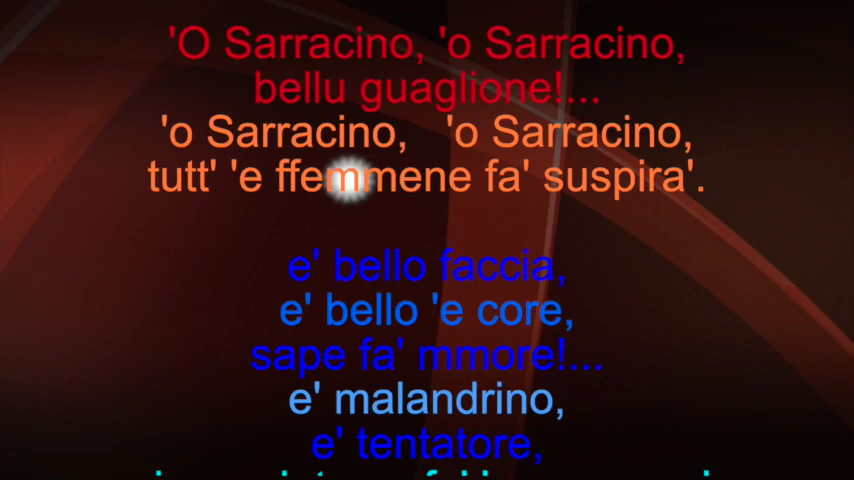 'O Sarracino, 'o Sarracino,
bellu guaglione!...
'o Sarracino, 'o Sarracino,
tutt' 'e ffemmene fa' suspira'.
e' bello faccia,
e' bello 'e core,
sape fa' mmore!...
e' malandrino,
e' tentatore,